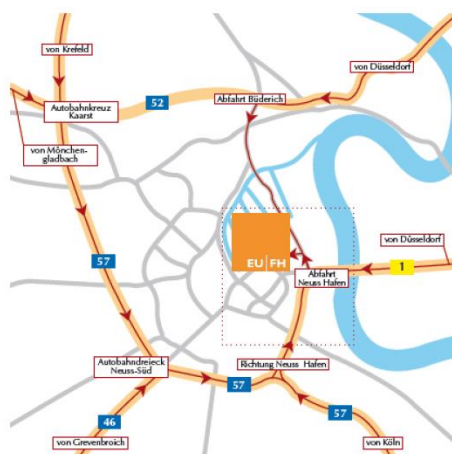 von Krefeld
von Düsseldorf
52
Abfahrt Büderich
Autobahnkreuz
Kaarst
von Mönchen-
gladbach
57
EU FH
von Düsseldorf
1
Abfahrt
Neuss Hafen
Autobahndreieck
Neuss-Süd
Richtung Neuss Hafen
57
57
46
von Grevenbroich
von Köln